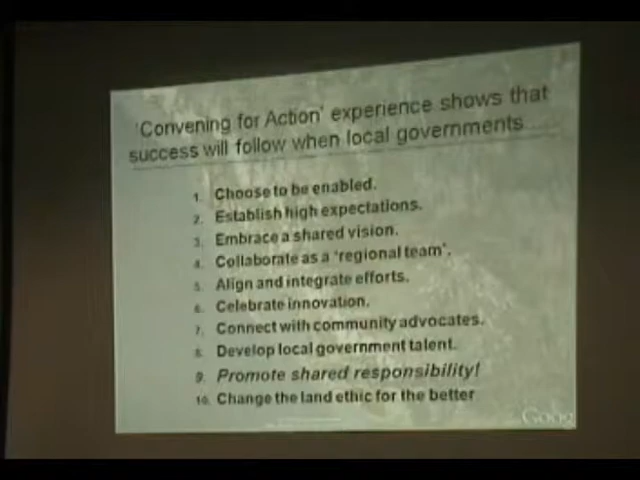 'Convening for Action' experience shows that
success will follow when local governments
1. Choose to be enabled.
2. Establish high expectations.
3. Embrace a shared vision.
4. Collaborate as a 'regional team'.
5. Align and integrate efforts.
6. Celebrate innovation.
7. Connect with community advocates.
8. Develop local government talent.
9. Promote shared responsibility!
10. Change the land ethic for the better
Goog